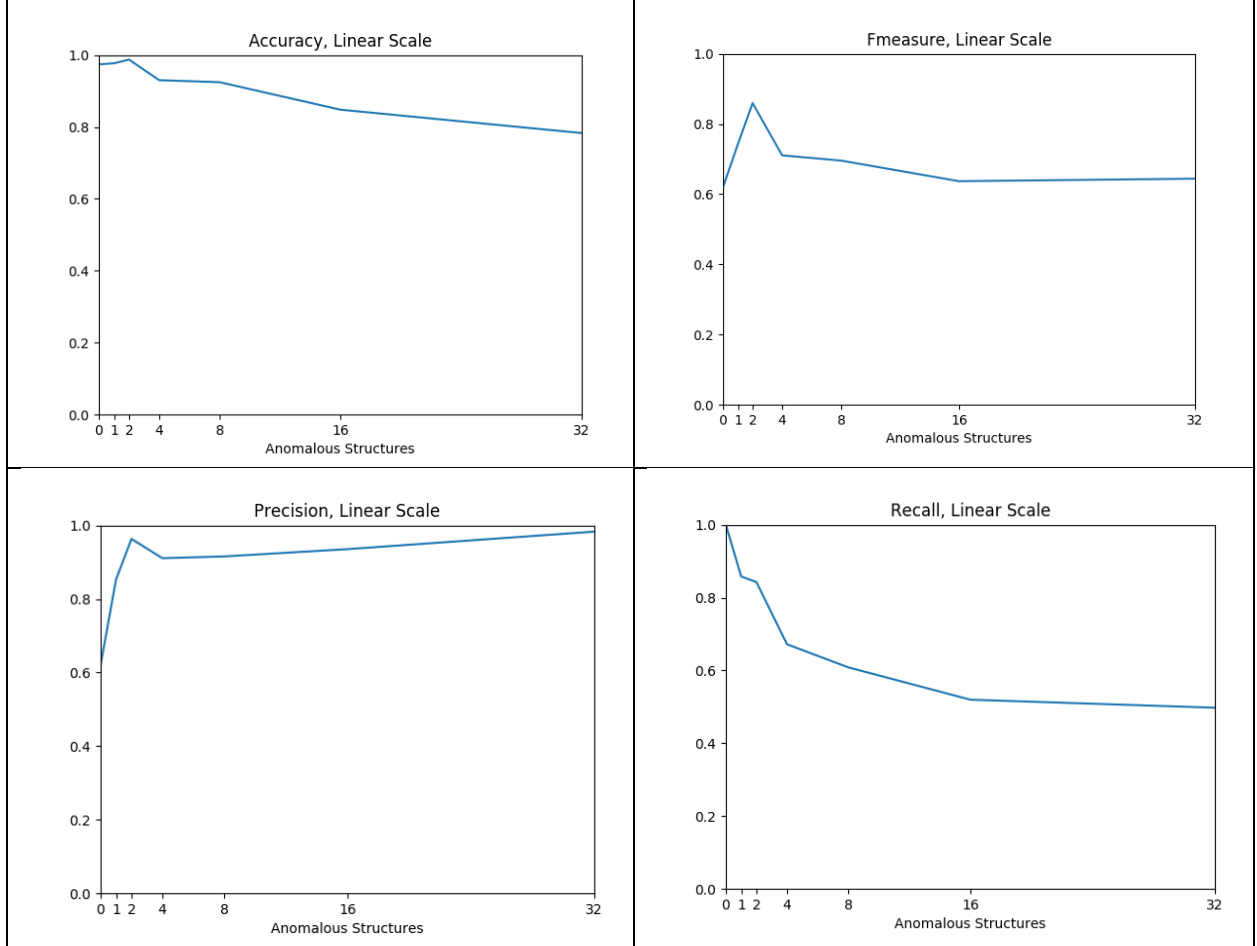 Accuracy, Linear Scale
1.0
0.8
0.6
0.4
0.2
0.0
0 1 2 4 8 16 32
Anomalous Structures
Fmeasure, Linear Scale
1.0
0.8
0.6
0.4
0.2
0.0
0 1 2 4 8 16 32
Anomalous Structures
Precision, Linear Scale
1.0
0.8
0.6
0.4
0.2
0.0
0 1 2 4 8 16 32
Anomalous Structures
Recall, Linear Scale
1.0
0.8
0.6
0.4
0.2
0.0
0 1 2 4 8 16 32
Anomalous Structures